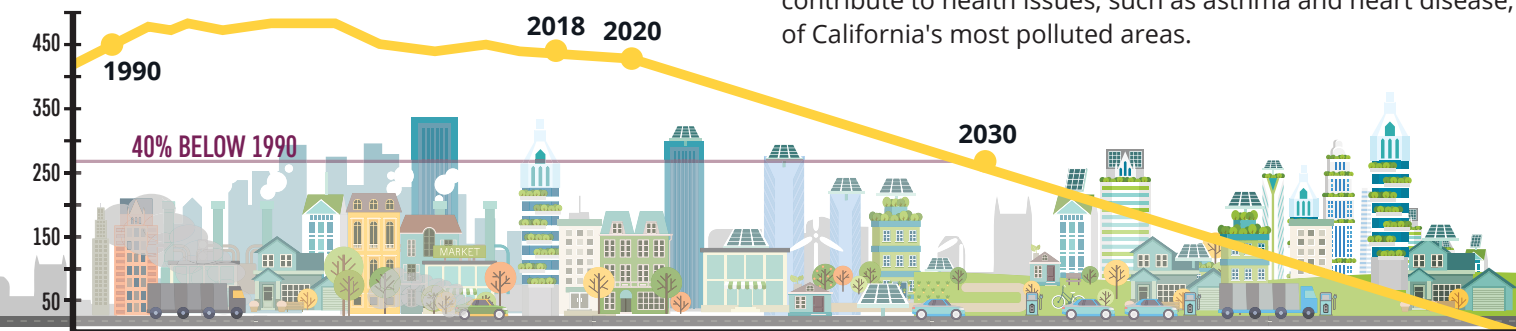 contribute to health issues, such as asthma and heart disease,
of California's most polluted areas.
450
350
250
150
50
1990
2018
2020
2030
40% BELOW 1990
MARKET